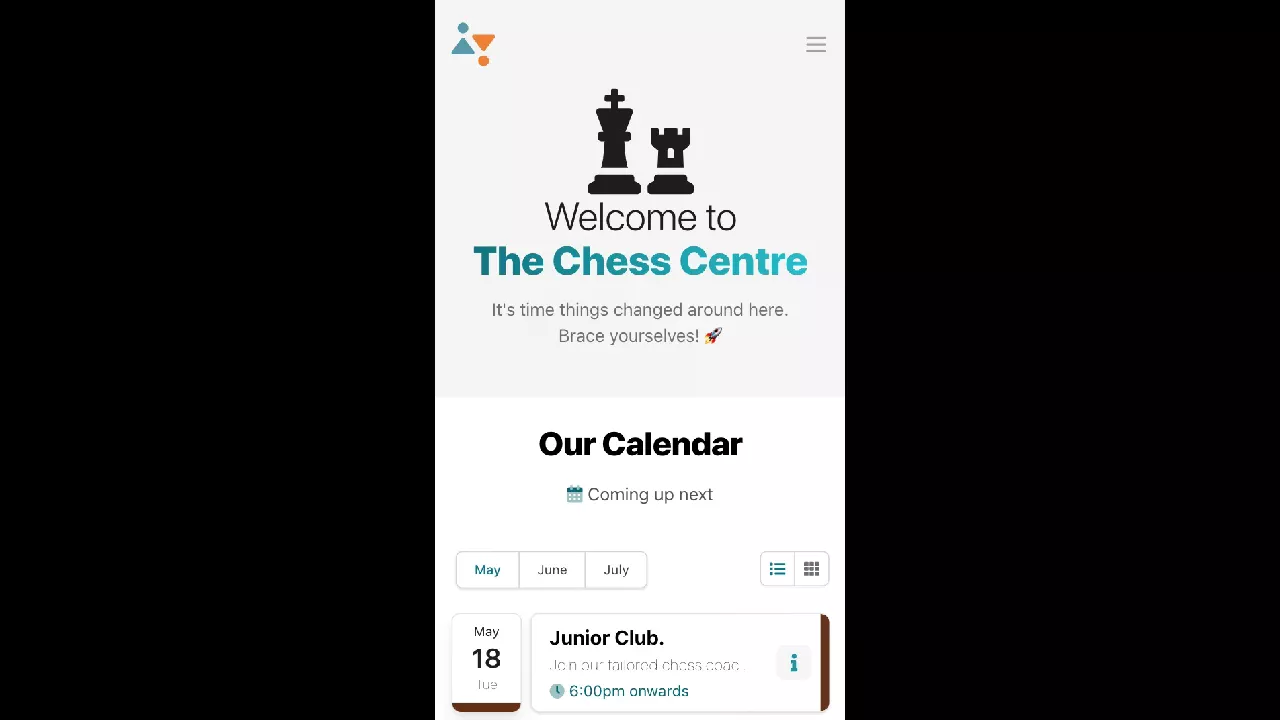 Welcome to
The Chess Centre
It's time things changed around here.
Brace yourselves! 🚀
Our Calendar
Coming up next
May June July
May
18
Tue
Junior Club.
Join our tailored chess coac...
6:00pm onwards